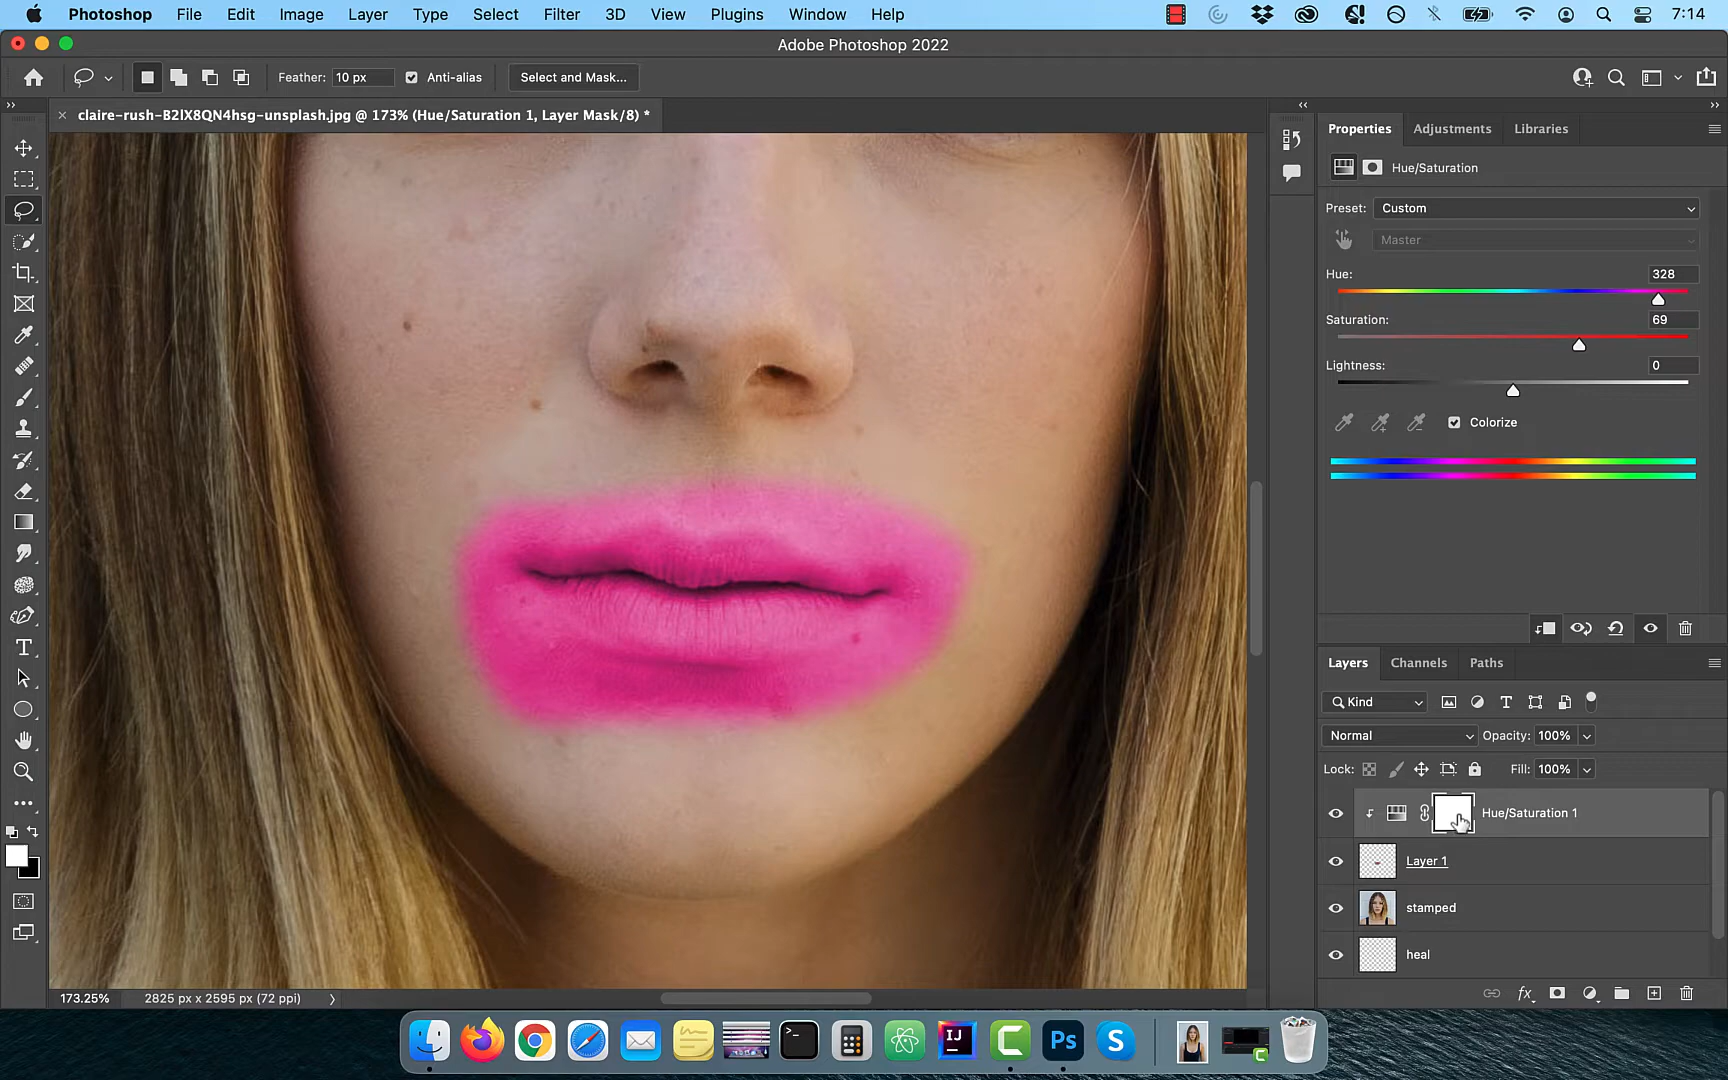 Photoshop File Edit Image Layer Type Select Filter 3D View Plugins Window Help 7:14
Adobe Photoshop 2022
Feather: 10 px Anti-alias Select and Mask...
claire-rush-B2lX8QN4hsg-unsplash.jpg @ 173% (Hue/Saturation 1, Layer Mask/8) *
Properties Adjustments Libraries
Hue/Saturation
Preset: Custom
Master
Hue: 328
Saturation: 69
Lightness: 0
Colorize
Layers Channels Paths
Kind
Normal Opacity: 100%
Lock: Fill: 100%
Hue/Saturation 1
Layer 1
stamped
heal
fx
173.25% 2825 px x 2595 px (72 ppi)
IJ
Ps